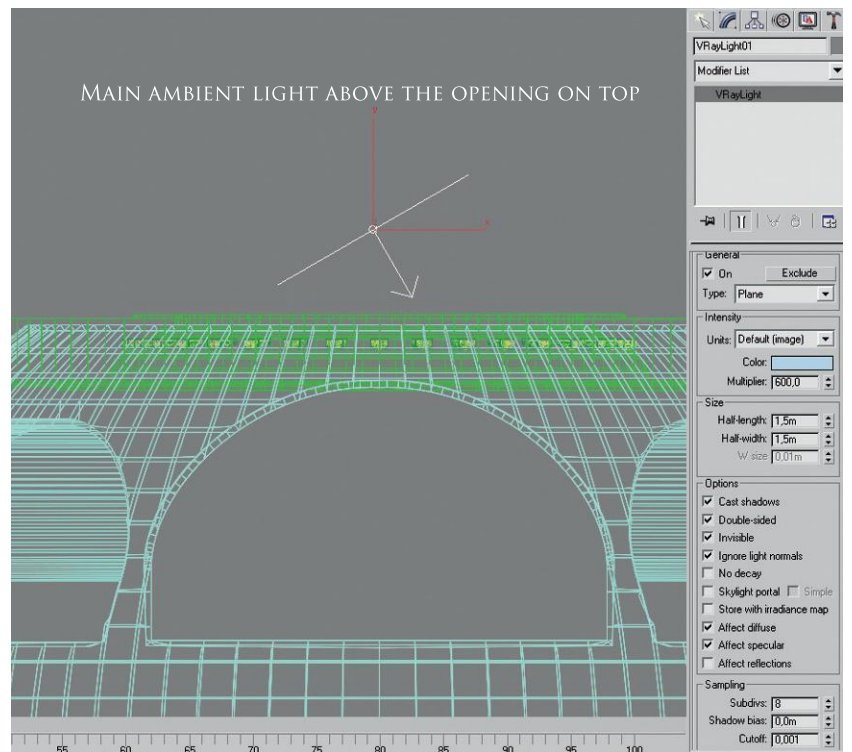 MAIN AMBIENT LIGHT ABOVE THE OPENING ON TOP
y
x
VRayLight01
Modifier List
VRayLight
General
On Exclude
Type: Plane
Intensity
Units: Default (image)
Color:
Multiplier: 600,0
Size
Half-length: 1,5m
Half-width: 1,5m
W size 0,01m
Options
Cast shadows
Double-sided
Invisible
Ignore light normals
No decay
Skylight portal Simple
Store with irradiance map
Affect diffuse
Affect specular
Affect reflections
Sampling
Subdivs: 8
Shadow bias: 0,0m
Cutoff: 0,001
55 60 65 70 75 80 85 90 95 100